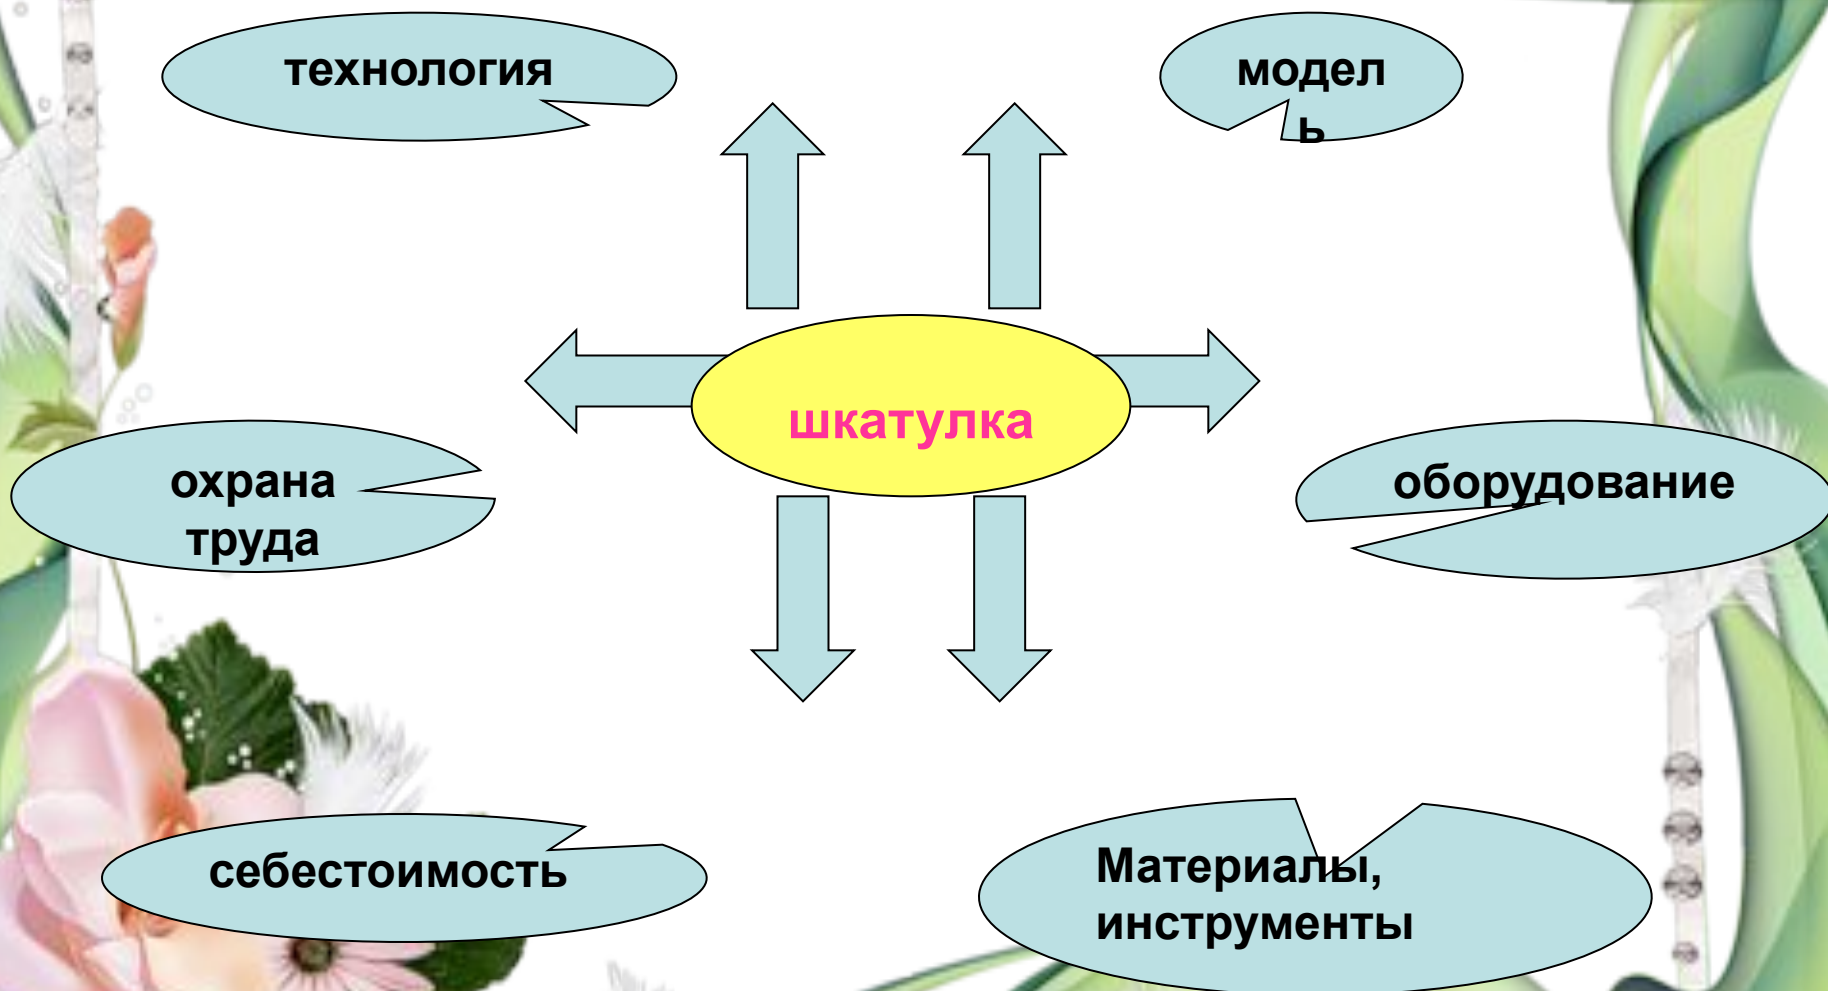 технология
модел
ь
шкатулка
охрана
труда
оборудование
себестоимость
Материалы,
инструменты